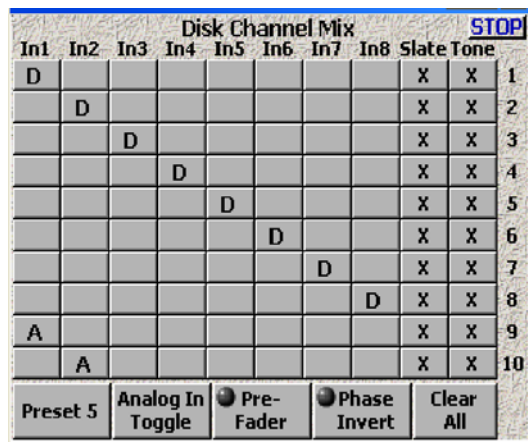 Disk Channel Mix STOP
In1 In2 In3 In4 In5 In6 In7 In8 Slate Tone
D X X 1
D X X 2
D X X 3
D X X 4
D X X 5
D X X 6
D X X 7
D X X 8
A X X 9
A X X 10
Preset 5 Analog In Toggle Pre-Fader Phase Invert Clear All